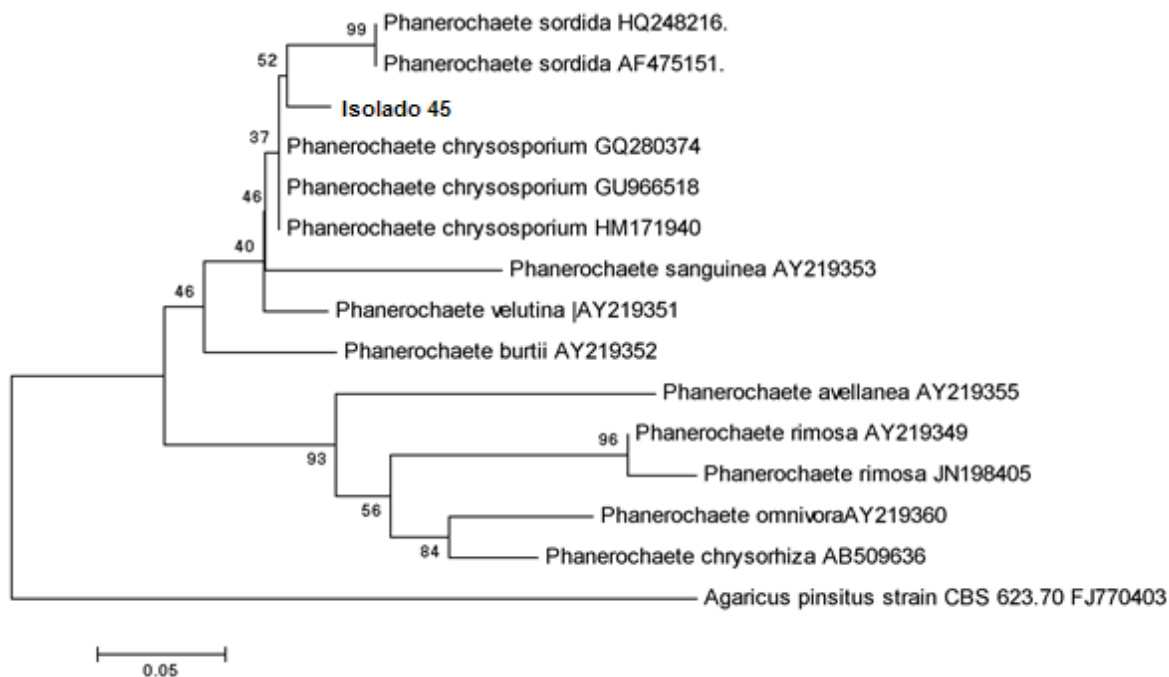 99
Phanerochaete sordida HQ248216.
Phanerochaete sordida AF475151.
52
Isolado 45
37
Phanerochaete chrysosporium GQ280374
Phanerochaete chrysosporium GU966518
46
Phanerochaete chrysosporium HM171940
40
Phanerochaete sanguinea AY219353
46
Phanerochaete velutina |AY219351
Phanerochaete burtii AY219352
Phanerochaete avellanea AY219355
96
Phanerochaete rimosa AY219349
93
Phanerochaete rimosa JN198405
56
Phanerochaete omnivoraAY219360
84
Phanerochaete chrysorhiza AB509636
Agaricus pinsitus strain CBS 623.70 FJ770403
0.05